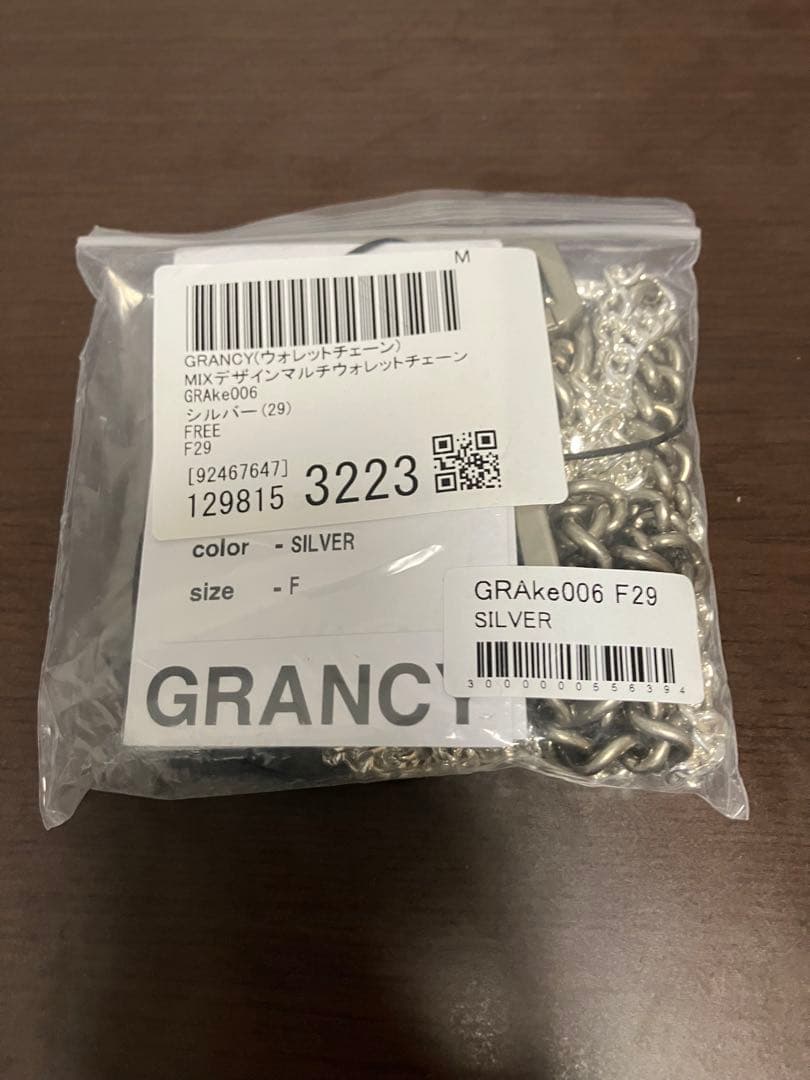 M
GRANCY(ウォレットチェーン)
MIXデザインマルチウォレットチェーン
GRAke006
シルバー(29)
FREE
F29
[92467647]
129815 3223
color - SILVER
size - F
GRANCY
GRAke006 F29
SILVER
3000000556394